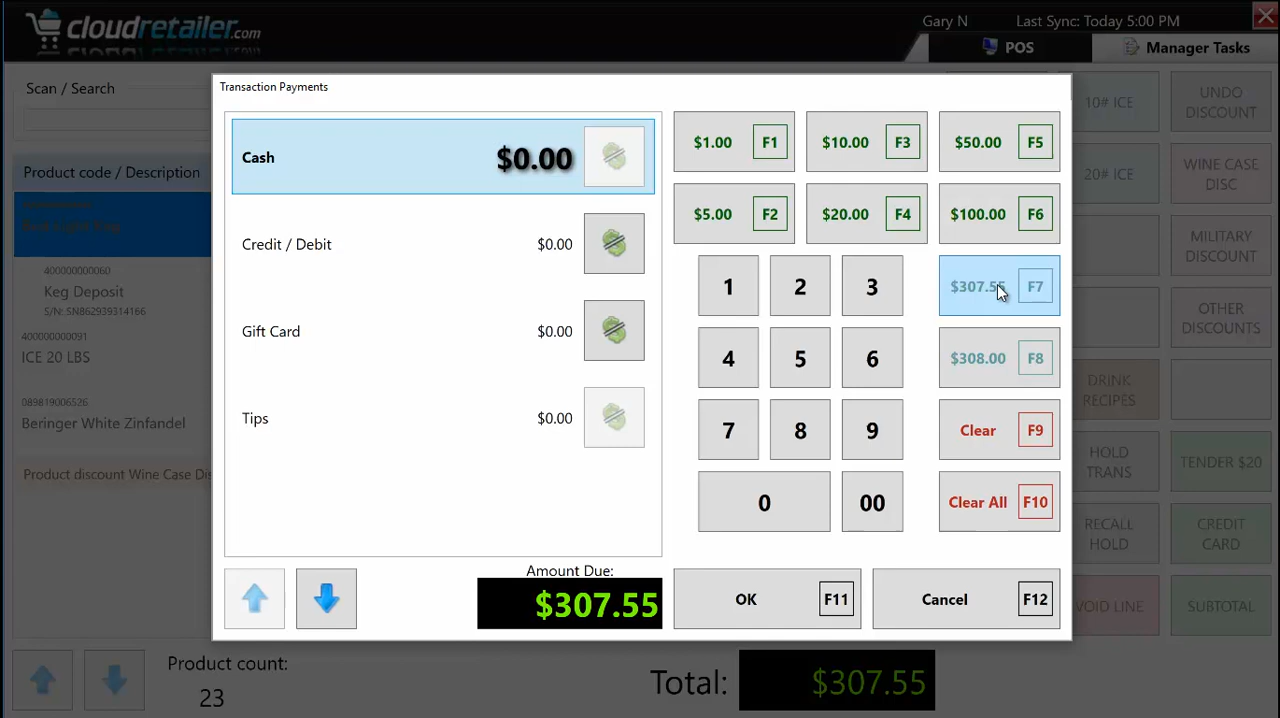 cloudretailer.com
Gary N
Last Sync: Today 5:00 PM
POS
Manager Tasks
Scan / Search
Product code / Description
400000000060
Keg Deposit
S/N: SN862939314166
400000000091
ICE 20 LBS
089819006526
Beringer White Zinfandel
Product discount Wine Case Dis
Transaction Payments
Cash
$0.00
Credit / Debit
$0.00
Gift Card
$0.00
Tips
$0.00
Amount Due:
$307.55
$1.00 F1
$10.00 F3
$50.00 F5
$5.00 F2
$20.00 F4
$100.00 F6
1 2 3
$307.55 F7
4 5 6
$308.00 F8
7 8 9
Clear F9
0 00
Clear All F10
OK F11
Cancel F12
10# ICE
UNDO
DISCOUNT
20# ICE
WINE CASE
DISC
MILITARY
DISCOUNT
OTHER
DISCOUNTS
DRINK
RECIPES
HOLD
TRANS
TENDER $20
RECALL
HOLD
CREDIT
CARD
VOID LINE
SUBTOTAL
Product count:
23
Total:
$307.55